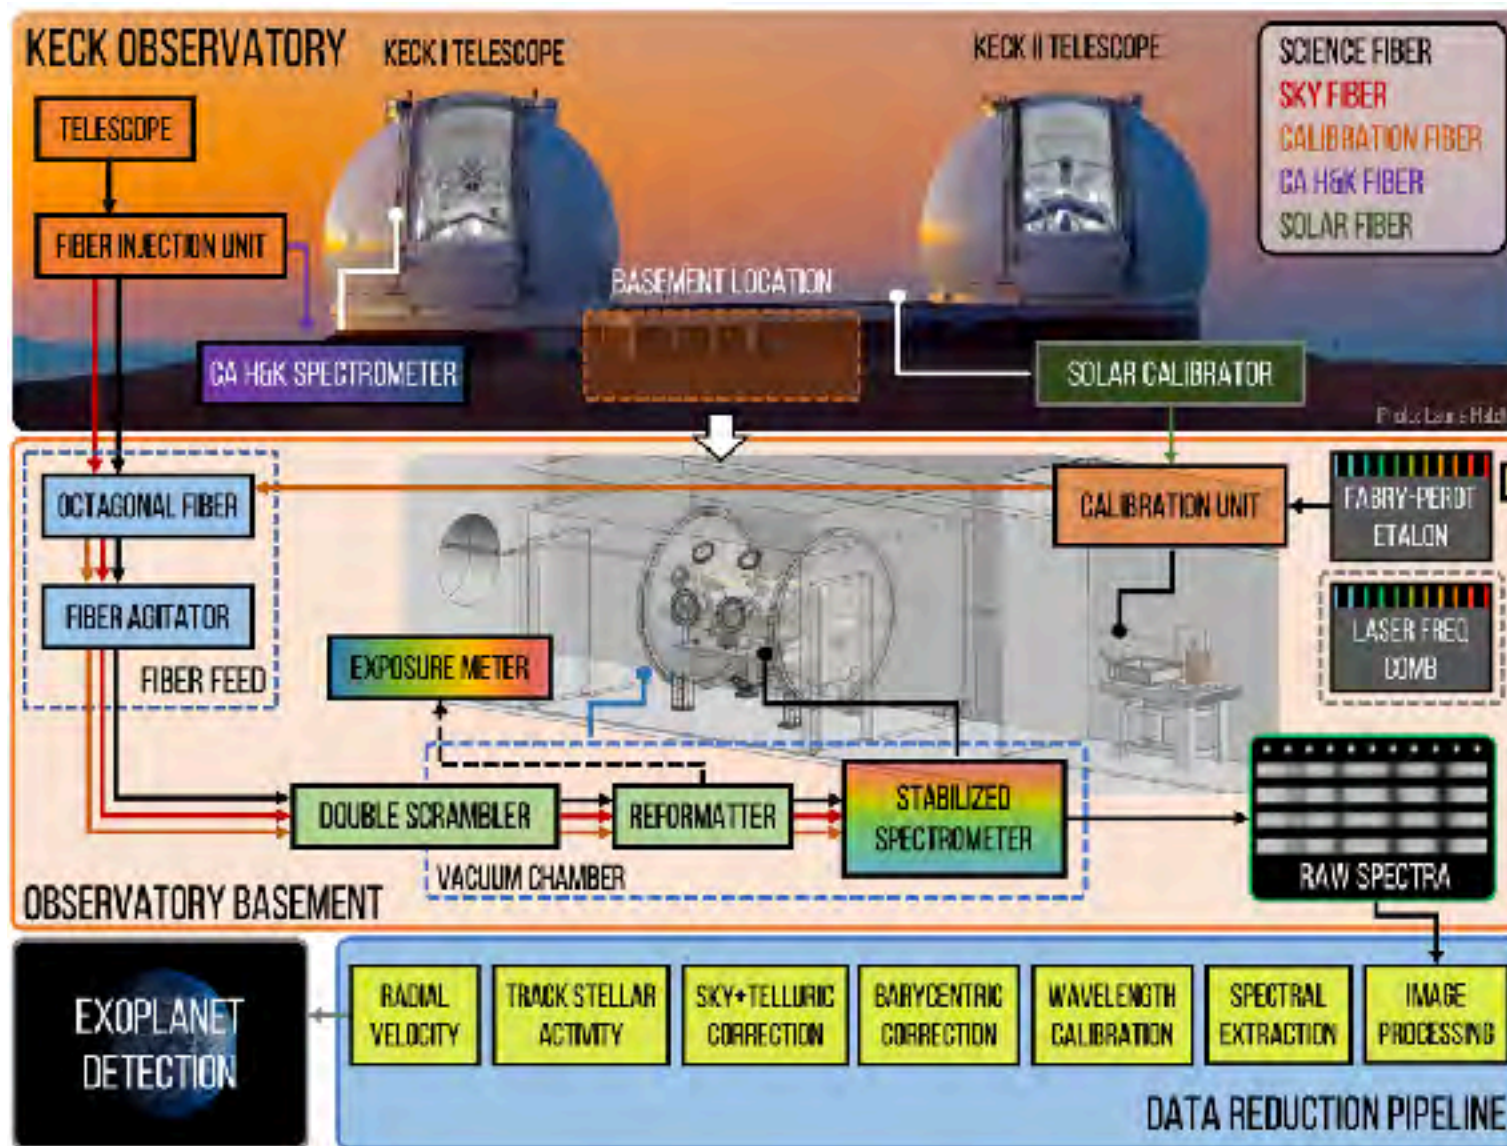 KECK OBSERVATORY
KECK I TELESCOPE
KECK II TELESCOPE
SCIENCE FIBER
SKY FIBER
CALIBRATION FIBER
CA H&K FIBER
SOLAR FIBER
TELESCOPE
FIBER INJECTION UNIT
BASEMENT LOCATION
CA H&K SPECTROMETER
SOLAR CALIBRATOR
OCTAGONAL FIBER
CALIBRATION UNIT
FABRY-PEROT
ETALON
FIBER AGITATOR
LASER FREQ
COMB
FIBER FEED
EXPOSURE METER
DOUBLE SCRAMBLER
REFORMATTER
STABILIZED
SPECTROMETER
VACUUM CHAMBER
RAW SPECTRA
OBSERVATORY BASEMENT
EXOPLANET
DETECTION
RADIAL
VELOCITY
TRACK STELLAR
ACTIVITY
SKY+TELLURIC
CORRECTION
BARYCENTRIC
CORRECTION
WAVELENGTH
CALIBRATION
SPECTRAL
EXTRACTION
IMAGE
PROCESSING
DATA REDUCTION PIPELINE